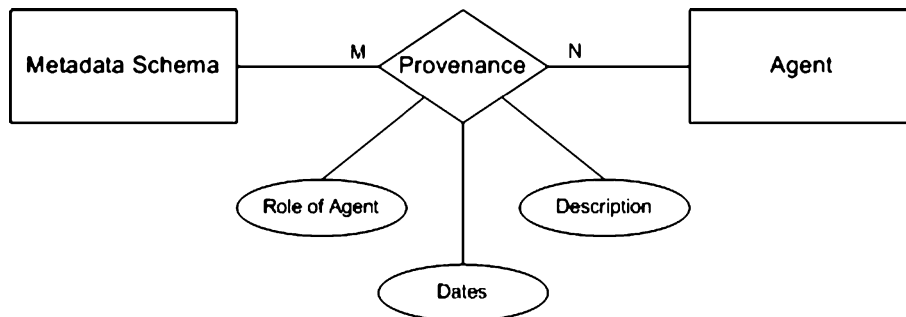 M
N
Metadata Schema
Provenance
Agent
Role of Agent
Description
Dates